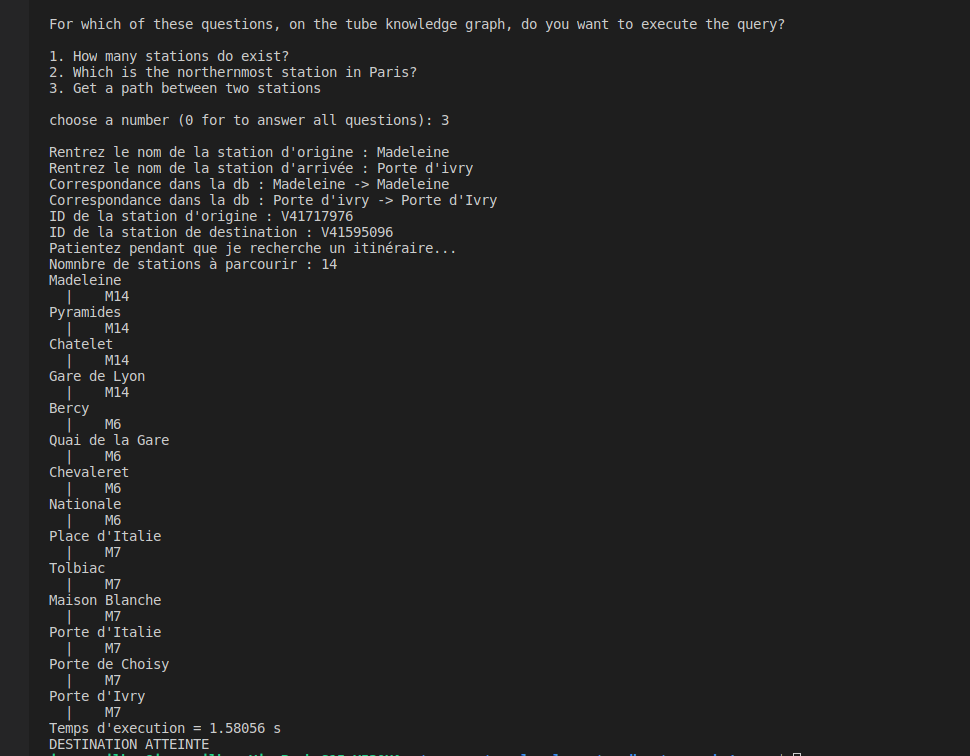 For which of these questions, on the tube knowledge graph, do you want to execute the query?
1. How many stations do exist?
2. Which is the northernmost station in Paris?
3. Get a path between two stations
choose a number (0 for to answer all questions): 3
Rentrez le nom de la station d'origine : Madeleine
Rentrez le nom de la station d'arrivée : Porte d'ivry
Correspondance dans la db : Madeleine -> Madeleine
Correspondance dans la db : Porte d'ivry -> Porte d'Ivry
ID de la station d'origine : V41717976
ID de la station de destination : V41595096
Patientez pendant que je recherche un itinéraire...
Nomnbre de stations à parcourir : 14
Madeleine
| M14
Pyramides
| M14
Chatelet
| M14
Gare de Lyon
| M14
Bercy
| M6
Quai de la Gare
| M6
Chevaleret
| M6
Nationale
| M6
Place d'Italie
| M7
Tolbiac
| M7
Maison Blanche
| M7
Porte d'Italie
| M7
Porte de Choisy
| M7
Porte d'Ivry
| M7
Temps d'execution = 1.58056 s
DESTINATION ATTEINTE